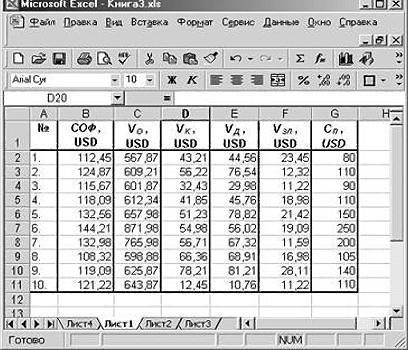 Microsoft Excel - Книга3.xls
Файл Правка Вид Вставка Формат Сервис Данные Окно Справка
Arial Cyr 10 Ж К
D20
A B C D E F G H
1 № СОФ, USD VО, USD VК, USD VД, USD VЗП, USD СП, USD
2 1. 112,45 567,87 43,21 44,56 23,45 80
3 2. 124,87 609,21 56,22 76,54 12,32 110
4 3. 115,67 601,87 32,43 29,98 11,22 90
5 4. 118,09 612,34 41,85 45,76 18,98 110
6 5. 132,56 657,98 51,23 78,82 21,42 150
7 6. 144,21 871,98 54,98 56,02 19,09 250
8 7. 132,98 765,98 56,71 67,32 11,59 200
9 8. 108,32 598,88 66,36 68,91 16,98 105
10 9. 119,09 625,87 78,21 81,21 28,11 140
11 10. 121,22 643,87 12,45 10,76 11,22 110
12
13
Лист4 Лист1 Лист2 Лист3
Готово NUM